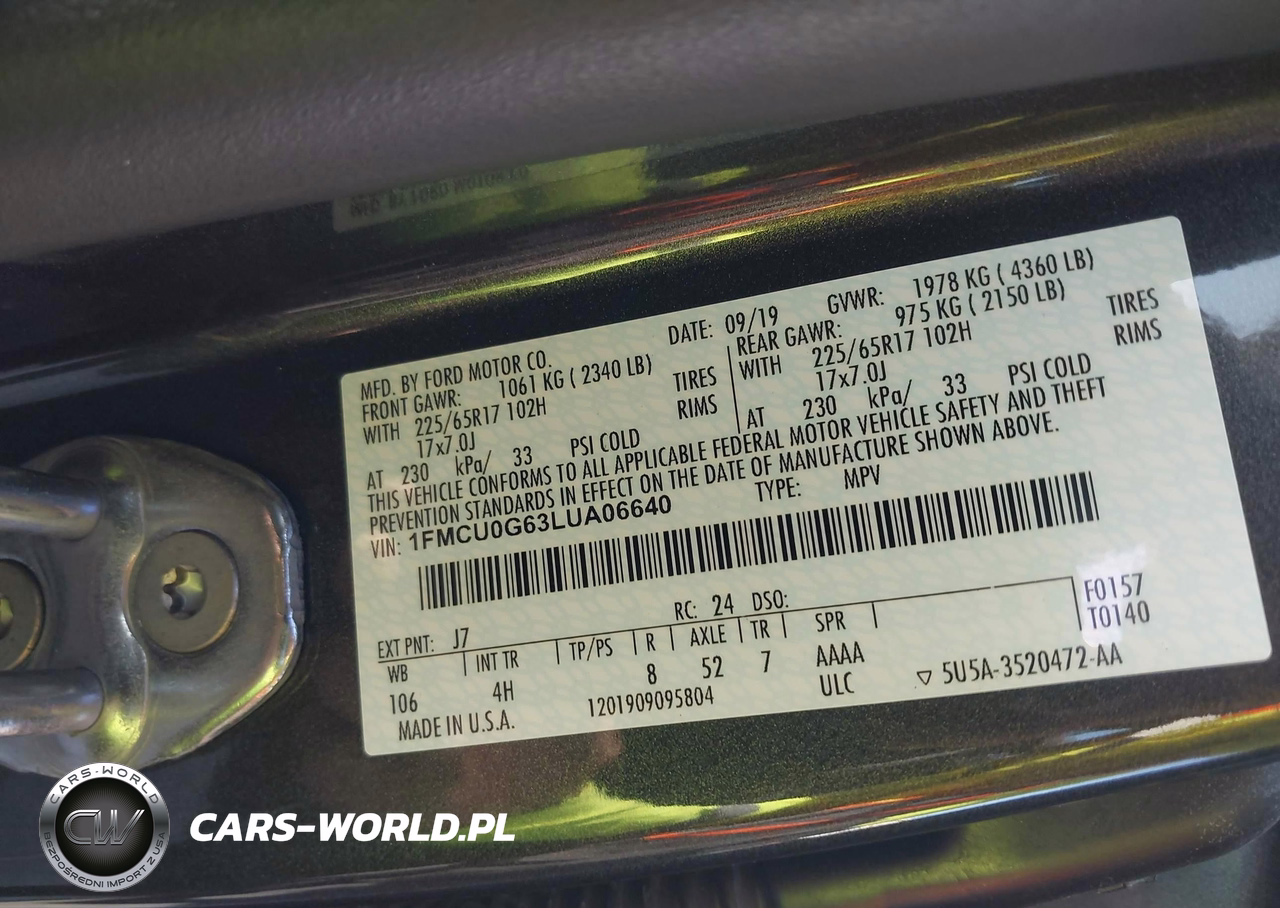 MFD. BY FORD MOTOR CO. DATE: 09/19 GVWR: 1978 KG ( 4360 LB)
FRONT GAWR: 1061 KG ( 2340 LB) REAR GAWR: 975 KG ( 2150 LB)
WITH 225/65R17 102H TIRES WITH 225/65R17 102H TIRES
17x7.0J RIMS 17x7.0J RIMS
AT 230 kPa/ 33 PSI COLD AT 230 kPa/ 33 PSI COLD
THIS VEHICLE CONFORMS TO ALL APPLICABLE FEDERAL MOTOR VEHICLE SAFETY AND THEFT
PREVENTION STANDARDS IN EFFECT ON THE DATE OF MANUFACTURE SHOWN ABOVE.
VIN: 1FMCU0G63LUA06640 TYPE: MPV
EXT PNT: J7 RC: 24 DSO: F0157
WB INT TR TP/PS R AXLE TR SPR T0140
106 4H 8 52 7 AAAA
ULC ▽ 5U5A-3520472-AA
MADE IN U.S.A. 1201909095804
CARS-WORLD
CW
BEZPOŚREDNI IMPORT Z USA
CARS-WORLD.PL